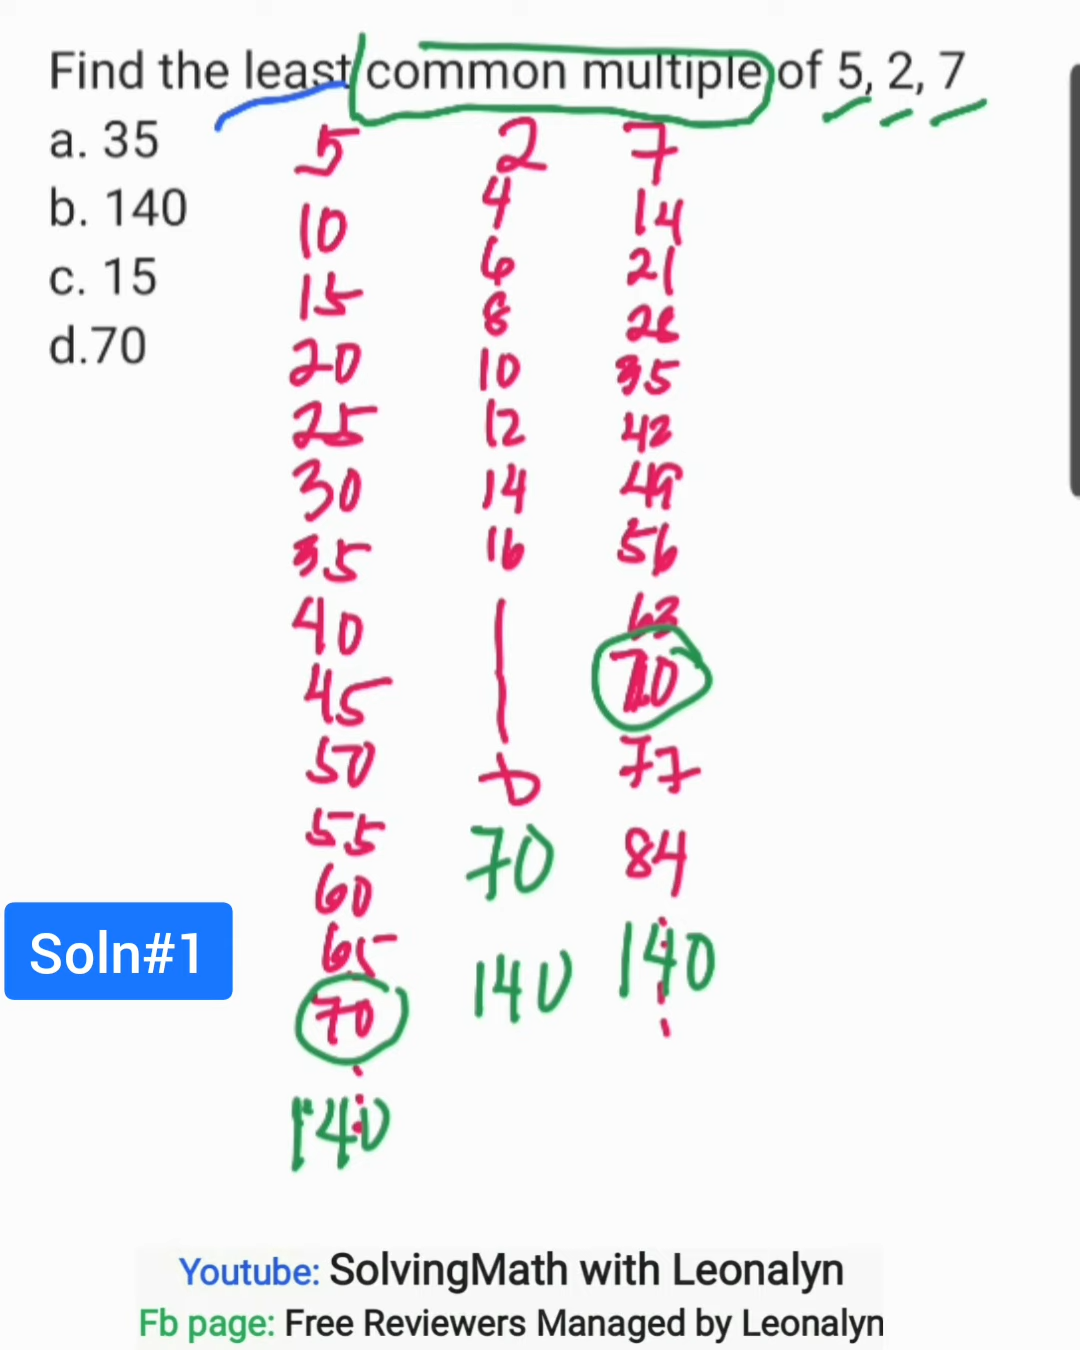 Find the least common multiple of 5, 2, 7
a. 35
b. 140
c. 15
d.70
5 2 7
10 4 14
15 6 21
20 8 28
25 10 35
30 12 42
35 14 49
40 16 56
45 63
50 70
55 77
60 70 84
65 140 140
70
140
Soln#1
Youtube: SolvingMath with Leonalyn
Fb page: Free Reviewers Managed by Leonalyn